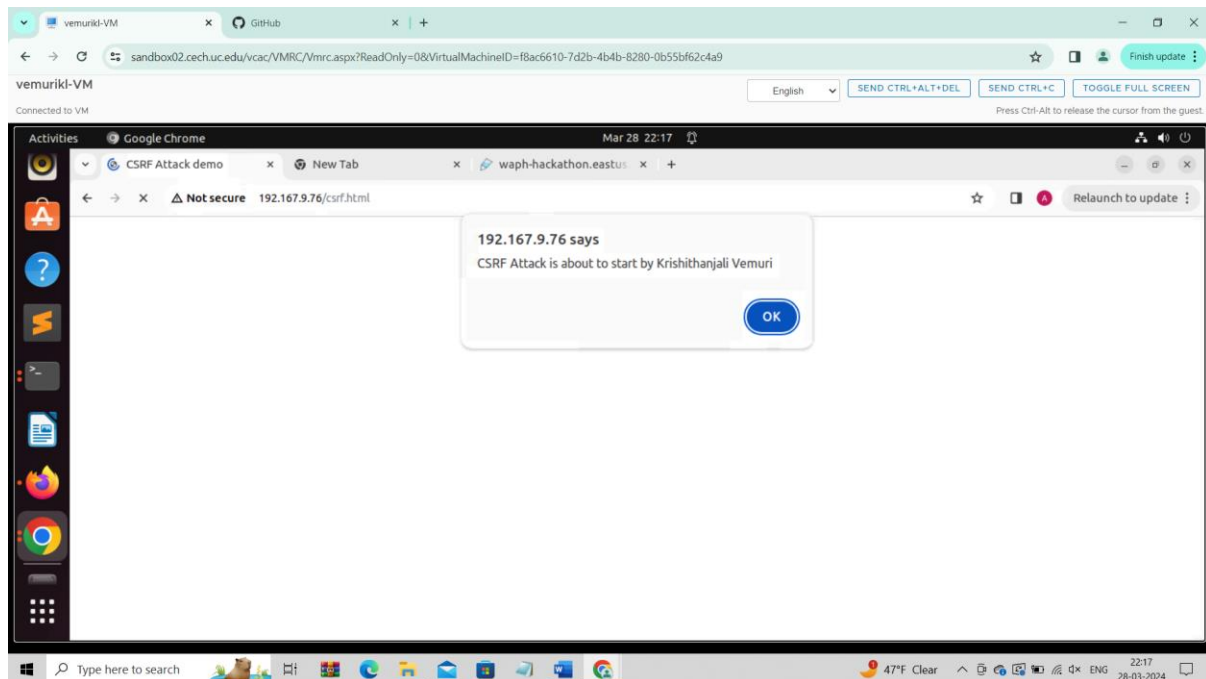 vemurikl-VM
GitHub
sandbox02.cech.uc.edu/vcac/VMRC/Vmrc.aspx?ReadOnly=0&VirtualMachineID=f8ac6610-7d2b-4b4b-8280-0b55bf62c4a9
Finish update
vemurikl-VM
English
SEND CTRL+ALT+DEL
SEND CTRL+C
TOGGLE FULL SCREEN
Connected to VM
Press Ctrl-Alt to release the cursor from the guest.
Activities
Google Chrome
Mar 28 22:17
CSRF Attack demo
New Tab
waph-hackathon.eastus
Not secure
192.167.9.76/csrf.html
Relaunch to update
192.167.9.76 says
CSRF Attack is about to start by Krishithanjali Vemuri
OK
Type here to search
47°F Clear
ENG
22:17
28-03-2024